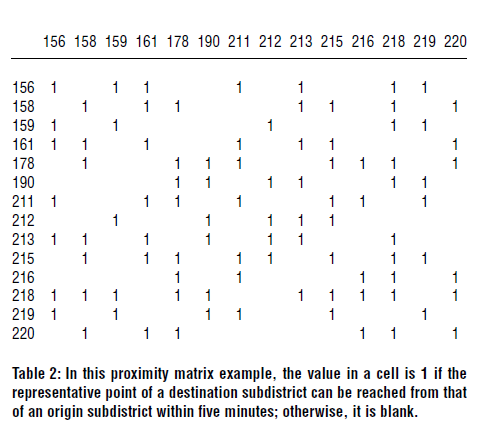 156 158 159 161 178 190 211 212 213 215 216 218 219 220
156 1 1 1 1 1 1 1
158 1 1 1 1 1 1 1
159 1 1 1 1 1
161 1 1 1 1 1 1 1
178 1 1 1 1 1 1 1 1
190 1 1 1 1 1 1
211 1 1 1 1 1 1 1
212 1 1 1 1 1
213 1 1 1 1 1 1 1
215 1 1 1 1 1 1 1 1
216 1 1 1 1 1
218 1 1 1 1 1 1 1 1 1 1
219 1 1 1 1 1 1
220 1 1 1 1 1 1
Table 2: In this proximity matrix example, the value in a cell is 1 if the
representative point of a destination subdistrict can be reached from that
of an origin subdistrict within five minutes; otherwise, it is blank.